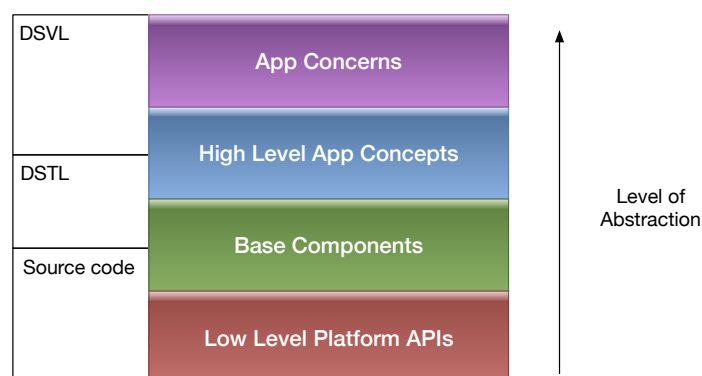 DSVL
App Concerns
High Level App Concepts
DSTL
Level of
Abstraction
Base Components
Source code
Low Level Platform APIs